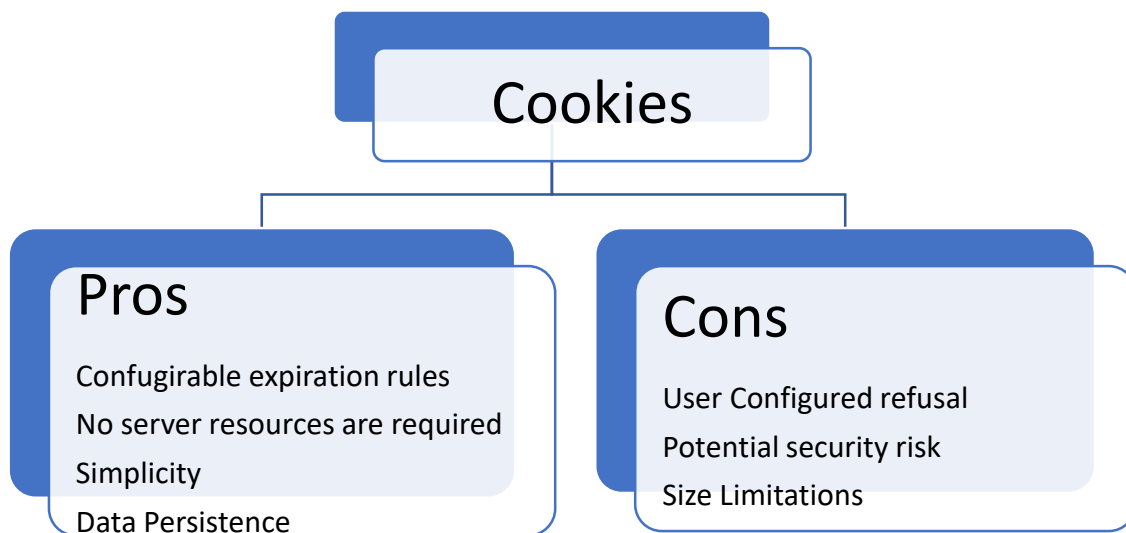 Cookies
Pros
Confugirable expiration rules
No server resources are required
Simplicity
Data Persistence
Cons
User Configured refusal
Potential security risk
Size Limitations